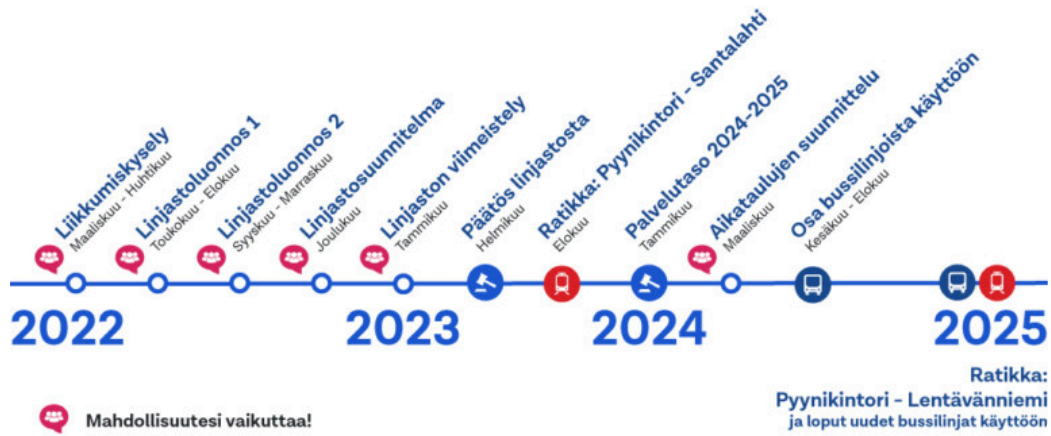 Liikkumiskysely
Maaliskuu - Huhtikuu
Linjastoluonnos 1
Toukokuu - Elokuu
Linjastoluonnos 2
Syyskuu - Marraskuu
Linjastosuunnitelma
Joulukuu
Linjaston viimeistely
Tammikuu
Päätös linjastosta
Helmikuu
Ratikka: Pyynikintori - Santalahti
Elokuu
Palvelutaso 2024-2025
Tammikuu
Aikataulujen suunnittelu
Maaliskuu
Osa bussilinjoista käyttöön
Kesäkuu - Elokuu
2022
2023
2024
2025
Ratikka:
Pyynikintori - Lentävänniemi
ja loput uudet bussilinjat käyttöön
Mahdollisuutesi vaikuttaa!